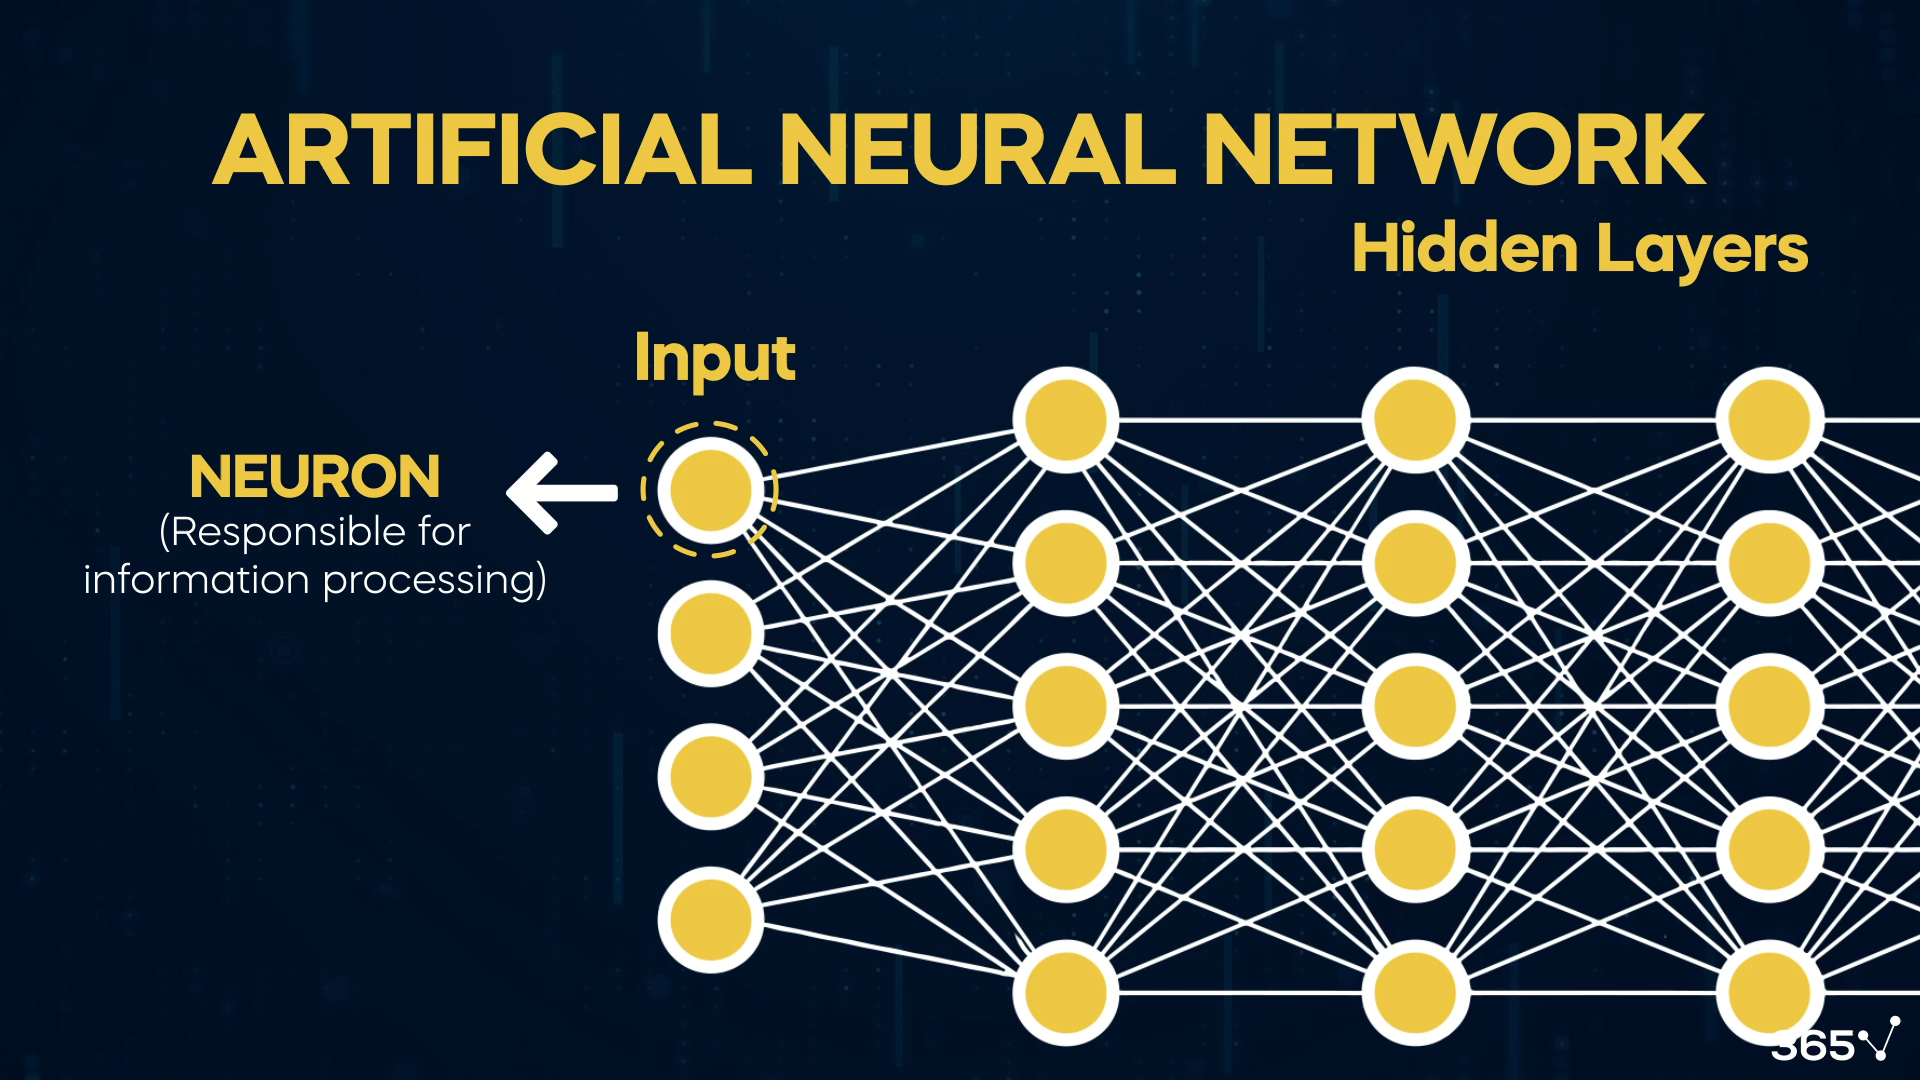 ARTIFICIAL NEURAL NETWORK
Hidden Layers
Input
NEURON
(Responsible for
information processing)
365